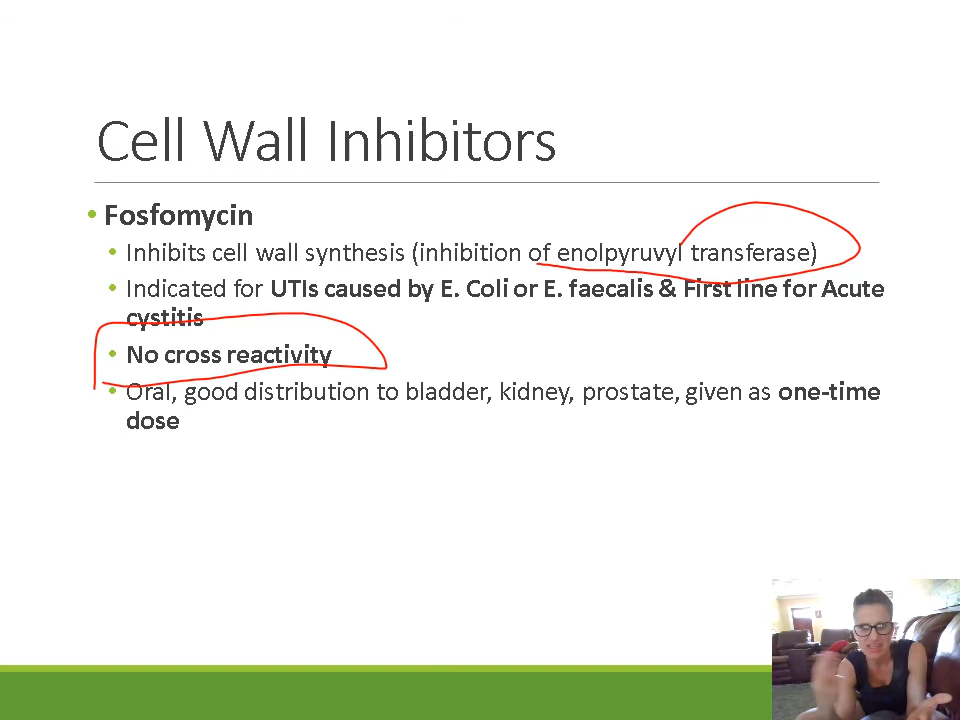 Cell Wall Inhibitors
• Fosfomycin
• Inhibits cell wall synthesis (inhibition of enolpyruvyl transferase)
• Indicated for UTIs caused by E. Coli or E. faecalis & First line for Acute
cystitis
• No cross reactivity
• Oral, good distribution to bladder, kidney, prostate, given as one-time
dose